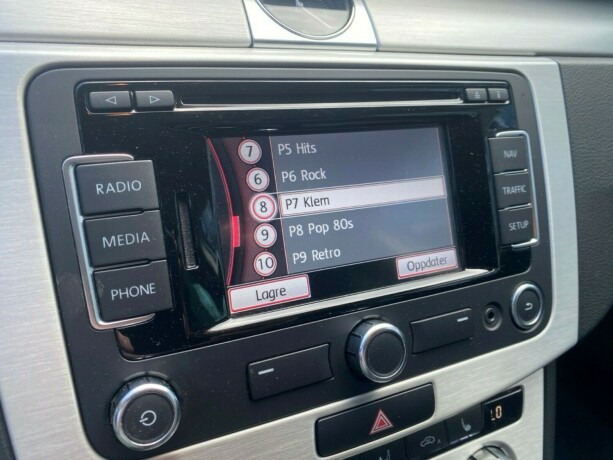 RADIO
MEDIA
PHONE
7 P5 Hits
6 P6 Rock
8 P7 Klem
9 P8 Pop 80s
10 P9 Retro
Lagre
Oppdater
NAV
TRAFFIC
SETUP